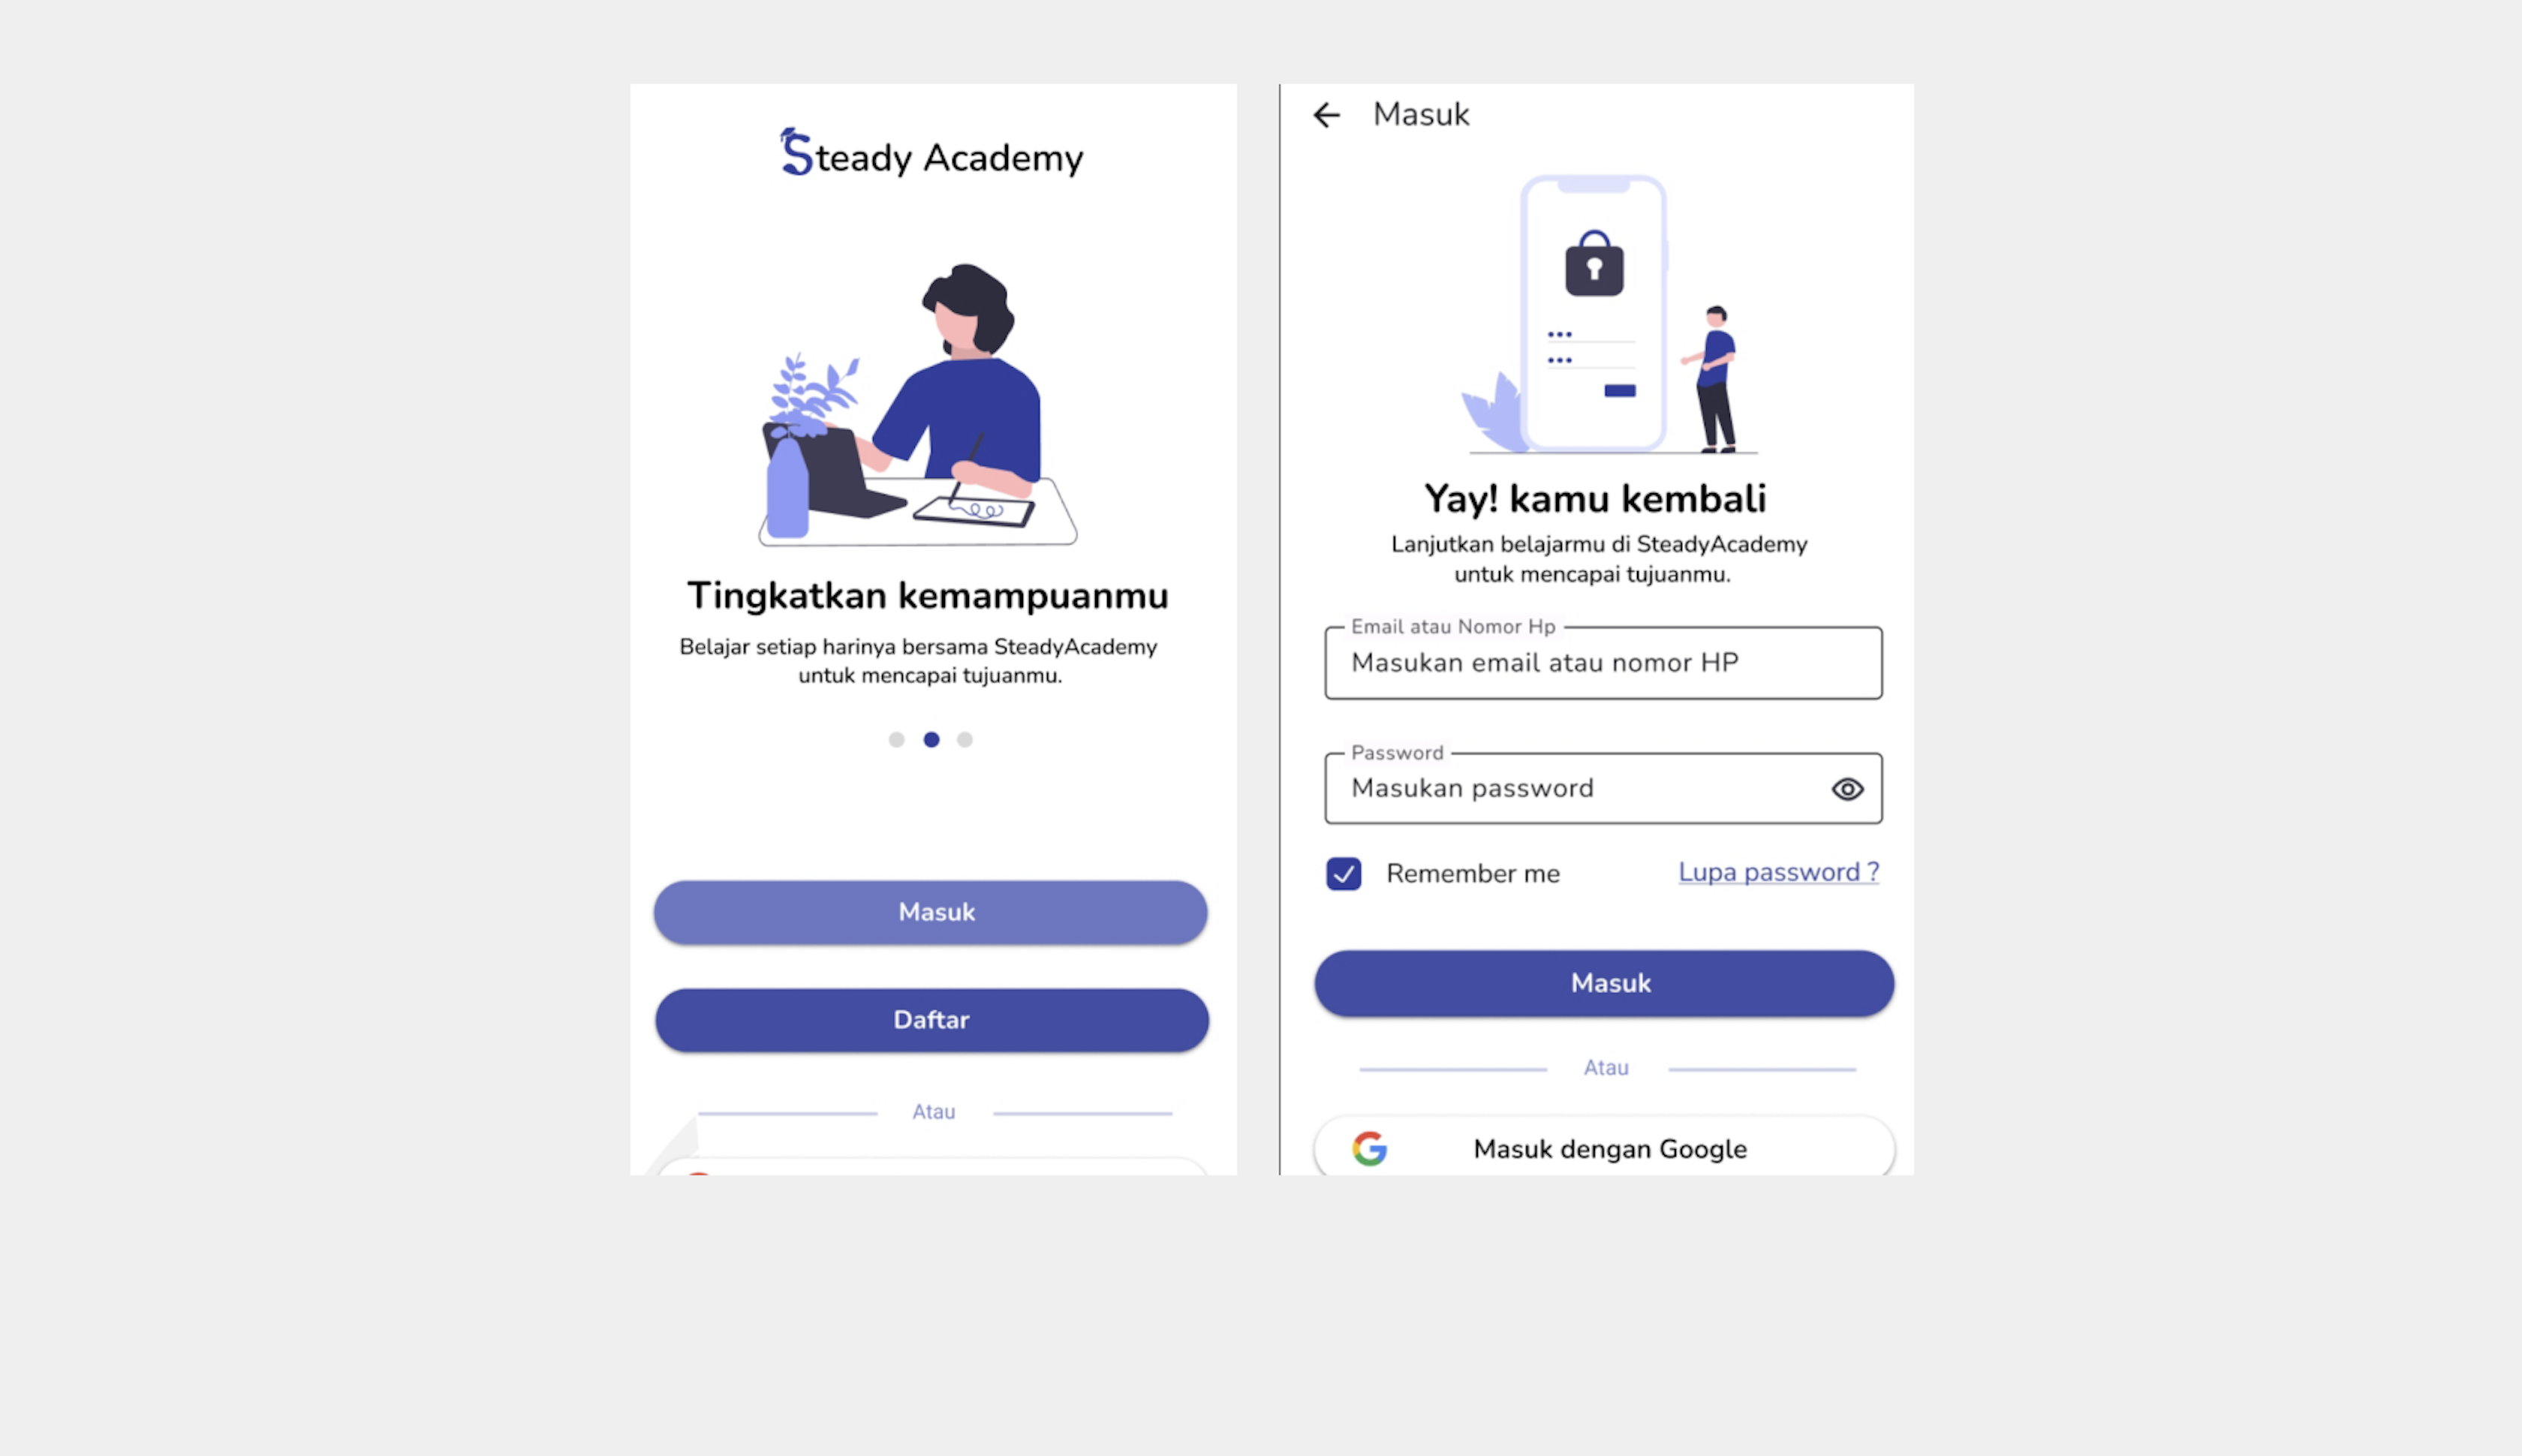 Steady Academy
Tingkatkan kemampuanmu
Belajar setiap harinya bersama SteadyAcademy
untuk mencapai tujuanmu.
Masuk
Daftar
Atau
Masuk
Yay! kamu kembali
Lanjutkan belajarmu di SteadyAcademy
untuk mencapai tujuanmu.
Email atau Nomor Hp
Masukan email atau nomor HP
Password
Masukan password
Remember me
Lupa password ?
Masuk
Atau
Masuk dengan Google